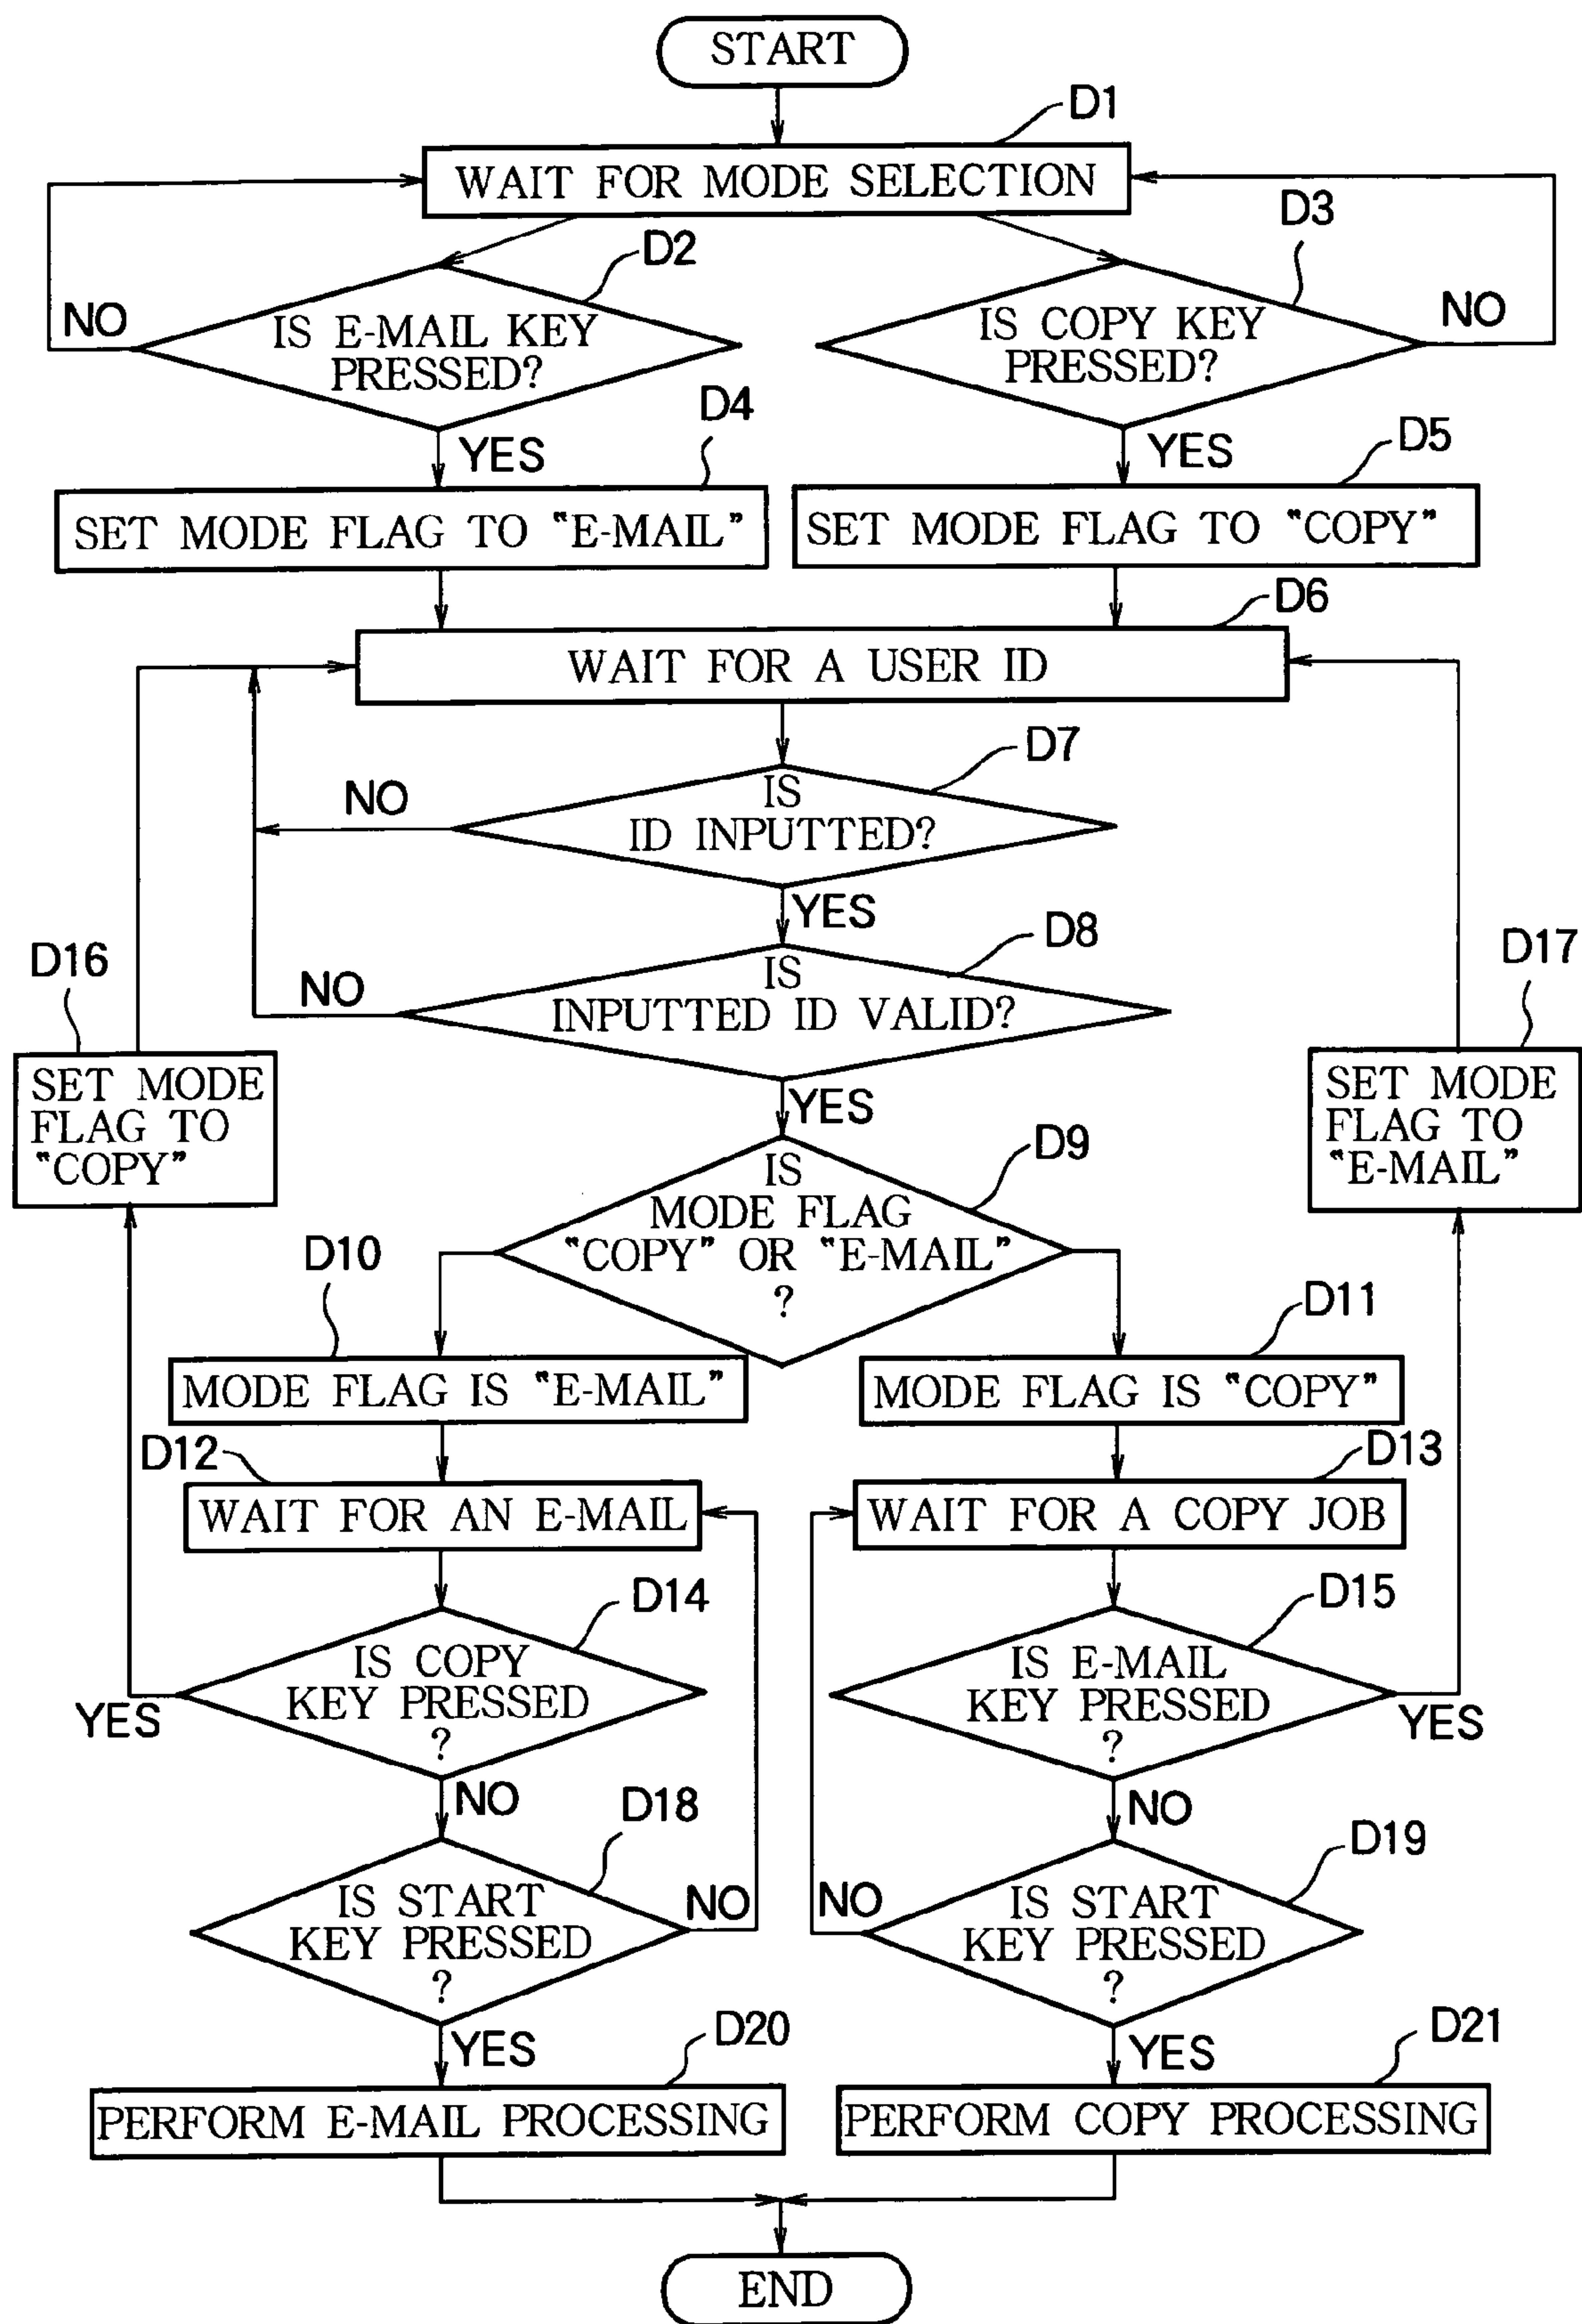 START
D1
WAIT FOR MODE SELECTION
D2
D3
NO
IS E-MAIL KEY
PRESSED?
IS COPY KEY
PRESSED?
NO
D4
YES
YES
D5
SET MODE FLAG TO "E-MAIL"
SET MODE FLAG TO "COPY"
D6
WAIT FOR A USER ID
D7
NO
IS
ID INPUTTED?
YES
D8
D16
NO
IS
INPUTTED ID VALID?
D17
SET MODE
FLAG TO
"COPY"
YES
SET MODE
FLAG TO
"E-MAIL"
D9
IS
MODE FLAG
"COPY" OR "E-MAIL"
?
D10
D11
MODE FLAG IS "E-MAIL"
MODE FLAG IS "COPY"
D12
D13
WAIT FOR AN E-MAIL
WAIT FOR A COPY JOB
D14
D15
IS COPY
KEY PRESSED
?
YES
IS E-MAIL
KEY PRESSED
?
YES
NO
D18
NO
D19
IS START
KEY PRESSED
?
NO
NO
IS START
KEY PRESSED
?
YES
D20
YES
D21
PERFORM E-MAIL PROCESSING
PERFORM COPY PROCESSING
END